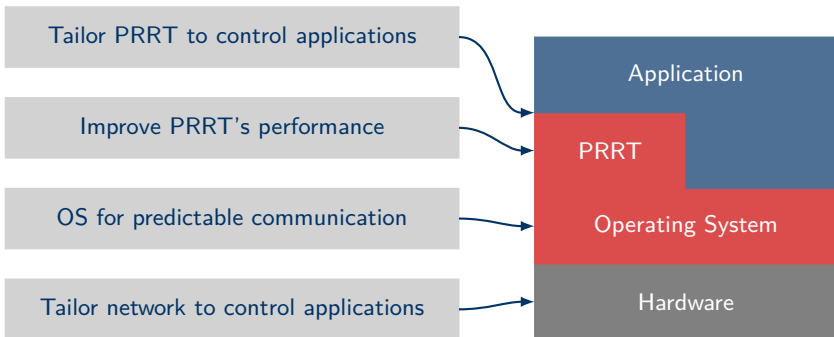 Tailor PRRT to control applications
Improve PRRT's performance
OS for predictable communication
Tailor network to control applications
Application
PRRT
Operating System
Hardware